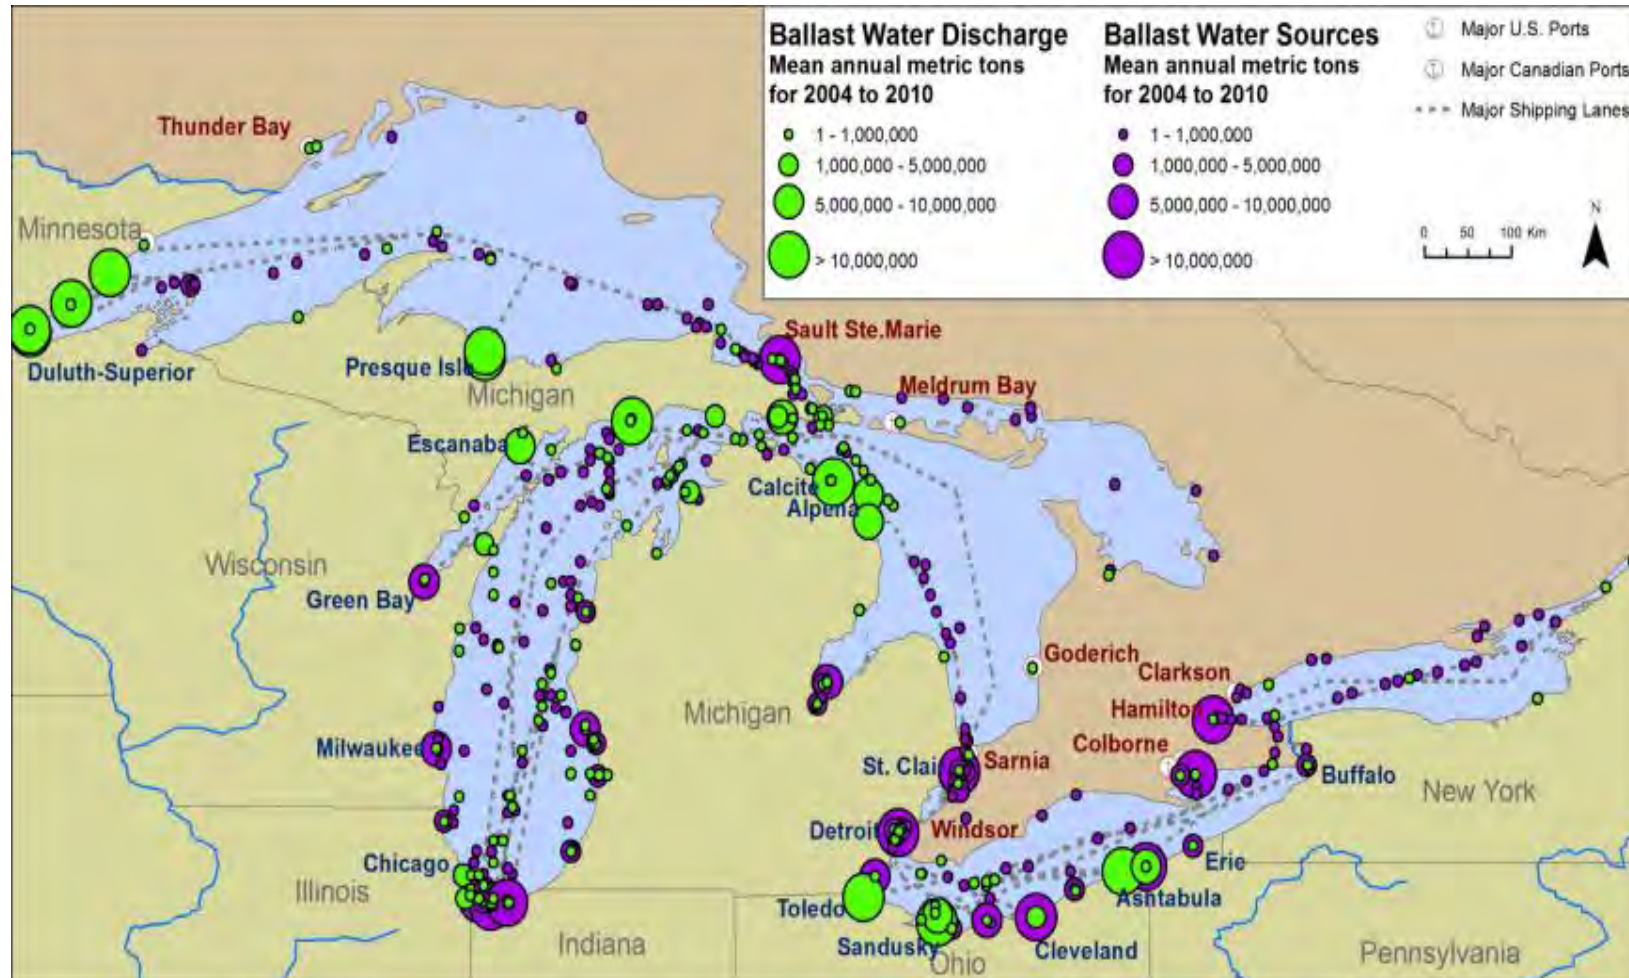 Ballast Water Discharge
Mean annual metric tons
for 2004 to 2010
1 - 1,000,000
1,000,000 - 5,000,000
5,000,000 - 10,000,000
> 10,000,000
Ballast Water Sources
Mean annual metric tons
for 2004 to 2010
1 - 1,000,000
1,000,000 - 5,000,000
5,000,000 - 10,000,000
> 10,000,000
Major U.S. Ports
Major Canadian Ports
Major Shipping Lanes
N
0 50 100 Km
Thunder Bay
Minnesota
Duluth-Superior
Presque Isle
Michigan
Sault Ste.Marie
Meldrum Bay
Escanaba
Calcite
Alpena
Wisconsin
Green Bay
Goderich
Clarkson
Michigan
Hamilton
Milwaukee
St. Clai
Sarnia
Colborne
Buffalo
New York
Detroit
Windsor
Chicago
Erie
Illinois
Ashtabula
Toledo
Sandusky
Cleveland
Indiana
Ohio
Pennsylvania